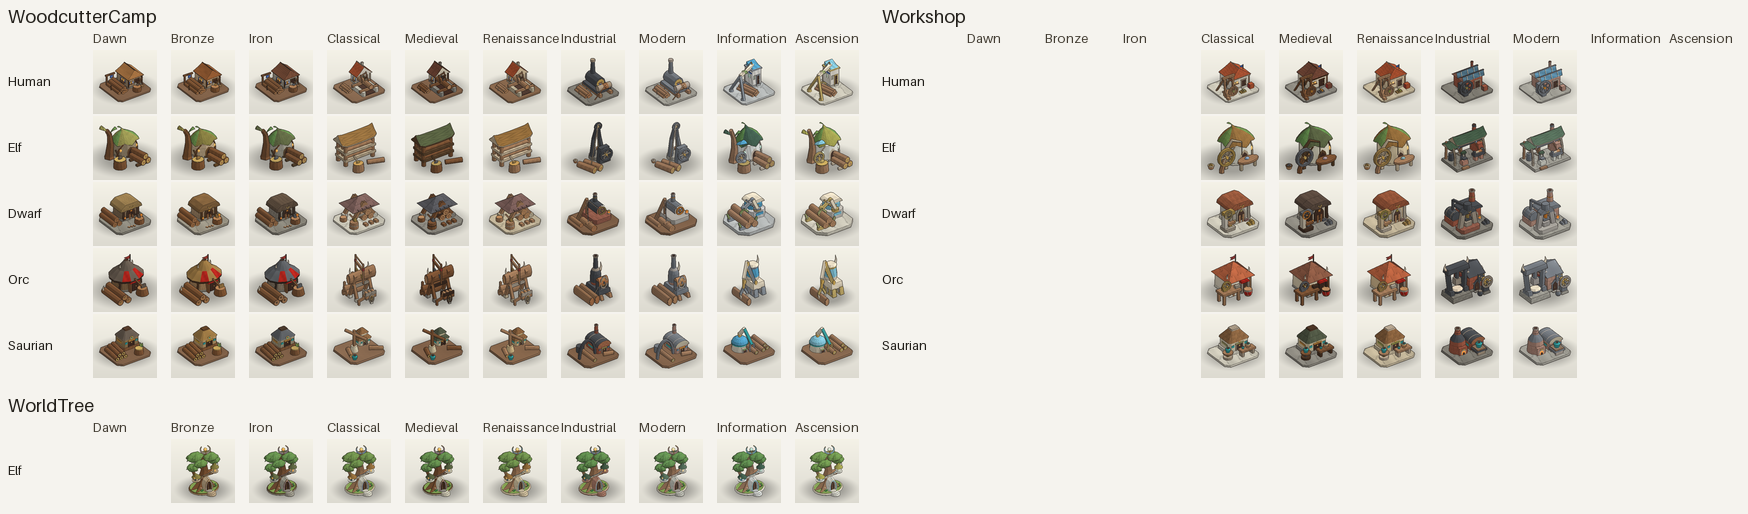 WoodcutterCamp
Dawn Bronze Iron Classical Medieval Renaissance Industrial Modern Information Ascension
Human
Elf
Dwarf
Orc
Saurian
Workshop
Dawn Bronze Iron Classical Medieval Renaissance Industrial Modern Information Ascension
Human
Elf
Dwarf
Orc
Saurian
WorldTree
Dawn Bronze Iron Classical Medieval Renaissance Industrial Modern Information Ascension
Elf